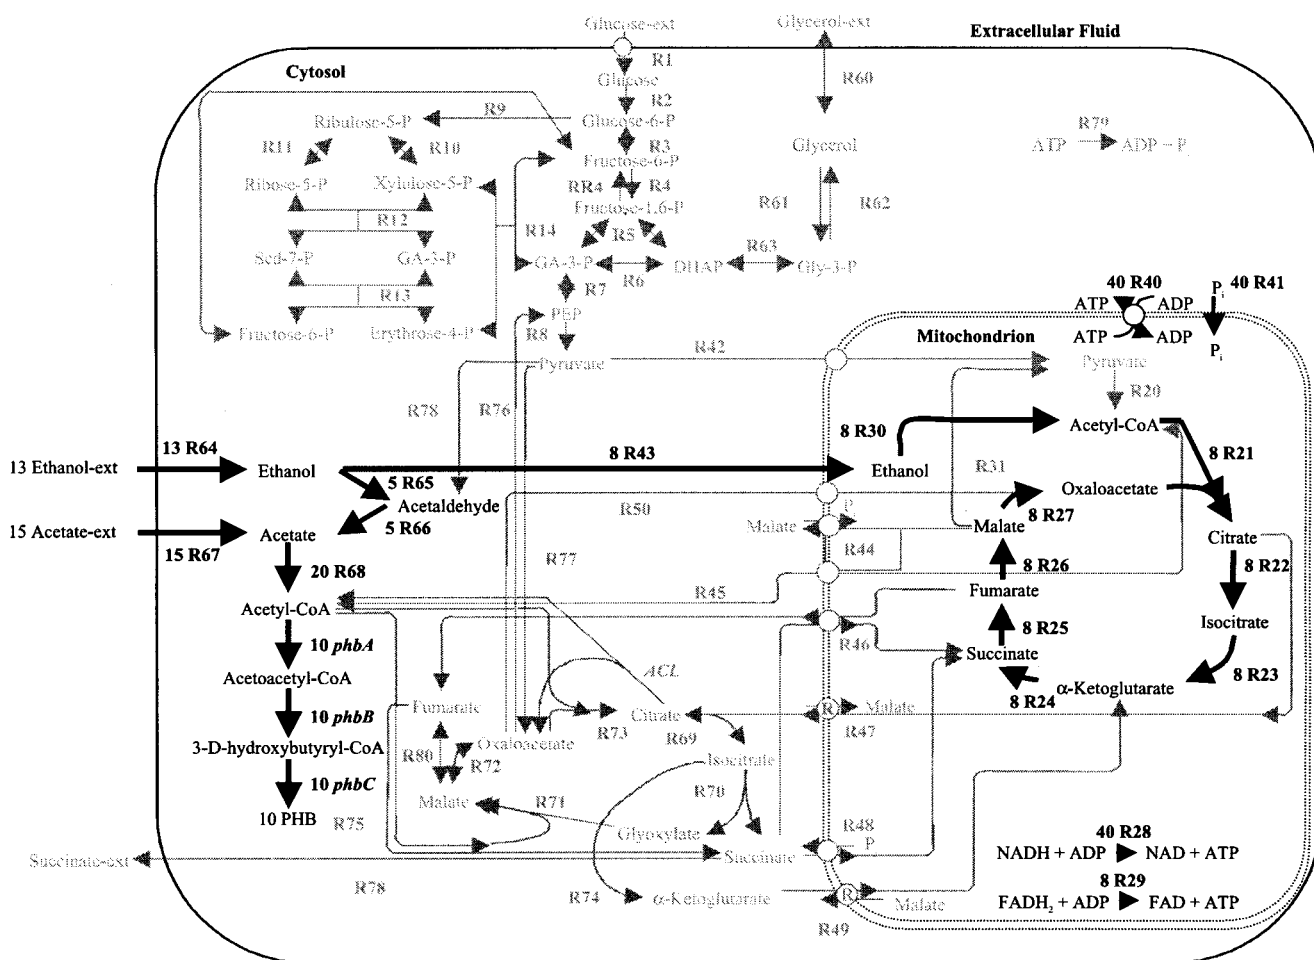 Glucose-ext
Glycerol-ext
Extracellular Fluid
Cytosol
R1
Glucose
R60
R2
R9
Ribulose-5-P
Glucose-6-P
R79
ATP
ADP
R11
R10
R3
Glycerol
Fructose-6-P
Ribose-5-P
Xylulose-5-P
RR4
R4
R61
R62
Fructose-1,6-P
R12
R14
R5
R63
Sed-7-P
GA-3-P
GA-3-P
R6
DHAP
Gly-3-P
R7
40 R40
Pi
40 R41
R13
ATP
ADP
PEP
Fructose-6-P
Erythrose-4-P
R8
Mitochondrion
ATP
ADP
Pi
R42
Pyruvate
Pyruvate
R20
R78
R76
8 R30
Acetyl-CoA
13 R64
8 R43
8 R21
13 Ethanol-ext
Ethanol
Ethanol
R31
5 R65
Oxaloacetate
Acetaldehyde
R50
P
8 R27
15 Acetate-ext
Acetate
5 R66
Malate
Malate
Citrate
15 R67
R44
R77
20 R68
8 R26
8 R22
R45
Fumarate
Acetyl-CoA
Isocitrate
8 R25
10 phbA
R46
Succinate
ACL
8 R23
Acetoacetyl-CoA
α-Ketoglutarate
8 R24
Fumarate
R
Malate
10 phbB
Citrate
R73
R69
R47
3-D-hydroxybutyryl-CoA
R80
Oxaloacetate
R72
Isocitrate
10 phbC
R70
Malate
R71
10 PHB
R75
Glyoxylate
R48
P
40 R28
Succinate-ext
Succinate
NADH + ADP
NAD + ATP
R78
8 R29
R74
α-Ketoglutarate
R
Malate
FADH2 + ADP
FAD + ATP
R49